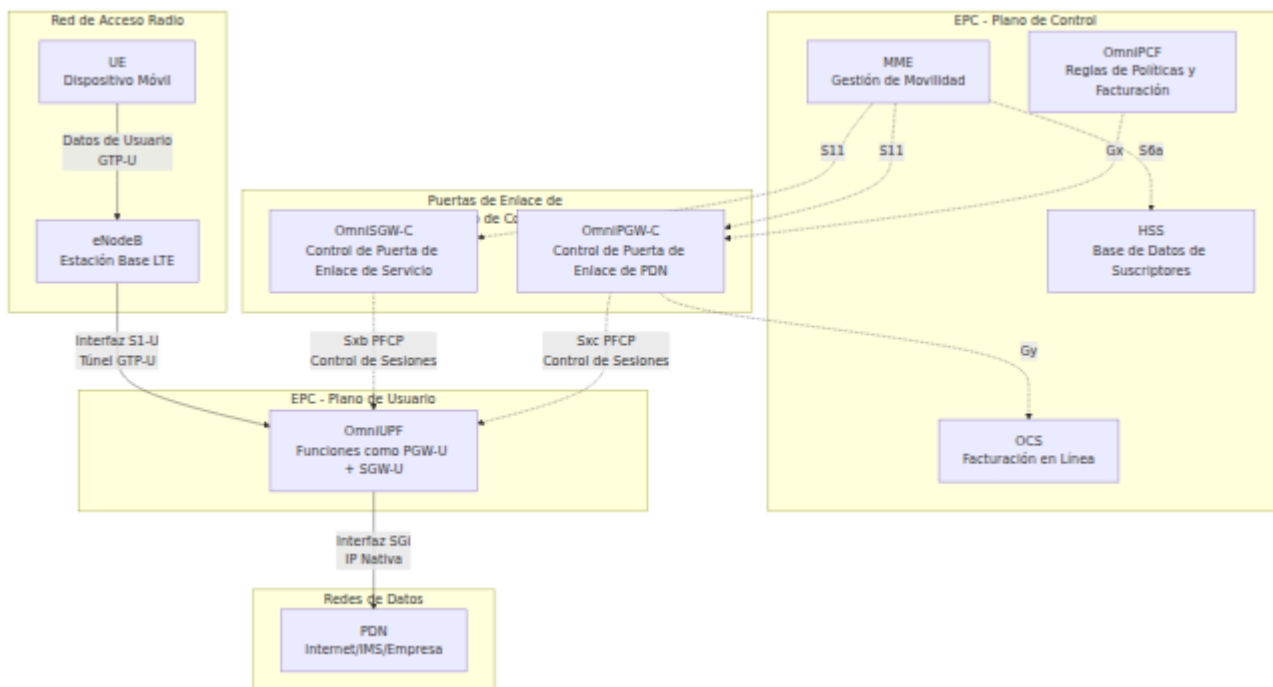 Red de Acceso Radio
UE
Dispositivo Móvil
Datos de Usuario
GTP-U
eNodeB
Estación Base LTE
Interfaz S1-U
Túnel GTP-U
EPC - Plano de Control
MME
Gestión de Movilidad
OmniPCF
Reglas de Políticas y
Facturación
S11
S11
Gx
S6a
HSS
Base de Datos de
Suscriptores
Puertas de Enlace de
OmniSGW-C
Control de Puerta de
Enlace de Servicio
OmniPGW-C
Control de Puerta de
Enlace de PDN
Sxb PFCP
Control de Sesiones
Sxc PFCP
Control de Sesiones
Gy
OCS
Facturación en Línea
EPC - Plano de Usuario
OmniUPF
Funciones como PGW-U
+ SGW-U
Interfaz SGi
IP Nativa
Redes de Datos
PDN
Internet/IMS/Empresa